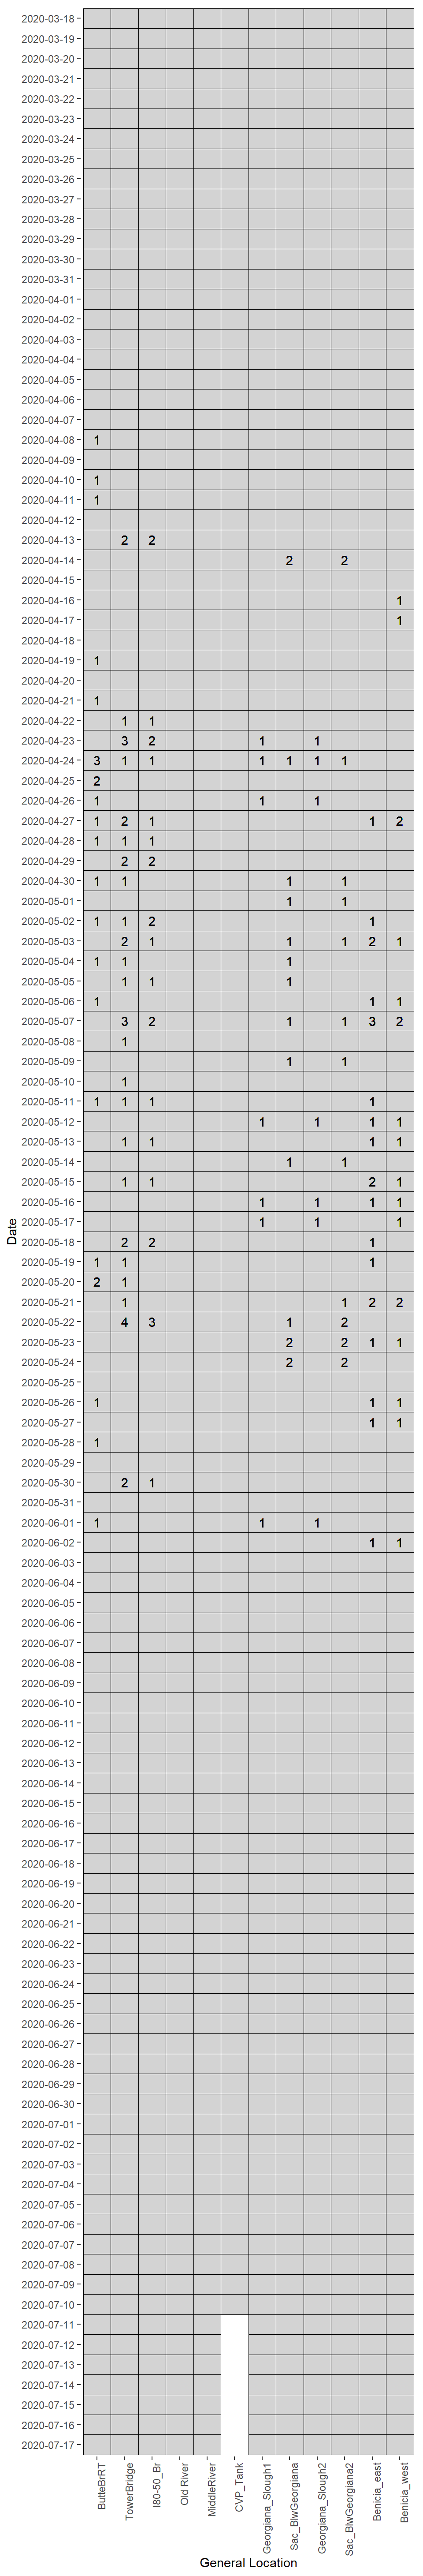 2020-03-18
2020-03-19
2020-03-20
2020-03-21
2020-03-22
2020-03-23
2020-03-24
2020-03-25
2020-03-26
2020-03-27
2020-03-28
2020-03-29
2020-03-30
2020-03-31
2020-04-01
2020-04-02
2020-04-03
2020-04-04
2020-04-05
2020-04-06
2020-04-07
2020-04-08 1
2020-04-09
2020-04-10 1
2020-04-11 1
2020-04-12
2020-04-13 2 2
2020-04-14 2 2
2020-04-15
2020-04-16 1
2020-04-17 1
2020-04-18
2020-04-19 1
2020-04-20
2020-04-21 1
2020-04-22 1 1
2020-04-23 3 2 1 1
2020-04-24 3 1 1 1 1 1 1
2020-04-25 2
2020-04-26 1 1 1
2020-04-27 1 2 1 1 2
2020-04-28 1 1 1
2020-04-29 2 2
2020-04-30 1 1 1 1
2020-05-01 1 1
2020-05-02 1 1 2 1
2020-05-03 2 1 1 1 2 1
2020-05-04 1 1 1
2020-05-05 1 1 1
2020-05-06 1 1 1
2020-05-07 3 2 1 1 3 2
2020-05-08 1
2020-05-09 1 1
2020-05-10 1
2020-05-11 1 1 1 1
2020-05-12 1 1 1 1
2020-05-13 1 1 1 1
2020-05-14 1 1
2020-05-15 1 1 2 1
2020-05-16 1 1 1 1
2020-05-17 1 1 1
Date
2020-05-18 2 2 1
2020-05-19 1 1 1
2020-05-20 2 1
2020-05-21 1 1 2 2
2020-05-22 4 3 1 2
2020-05-23 2 2 1 1
2020-05-24 2 2
2020-05-25
2020-05-26 1 1 1
2020-05-27 1 1
2020-05-28 1
2020-05-29
2020-05-30 2 1
2020-05-31
2020-06-01 1 1 1
2020-06-02 1 1
2020-06-03
2020-06-04
2020-06-05
2020-06-06
2020-06-07
2020-06-08
2020-06-09
2020-06-10
2020-06-11
2020-06-12
2020-06-13
2020-06-14
2020-06-15
2020-06-16
2020-06-17
2020-06-18
2020-06-19
2020-06-20
2020-06-21
2020-06-22
2020-06-23
2020-06-24
2020-06-25
2020-06-26
2020-06-27
2020-06-28
2020-06-29
2020-06-30
2020-07-01
2020-07-02
2020-07-03
2020-07-04
2020-07-05
2020-07-06
2020-07-07
2020-07-08
2020-07-09
2020-07-10
2020-07-11
2020-07-12
2020-07-13
2020-07-14
2020-07-15
2020-07-16
2020-07-17
ButteBrRT
TowerBridge
I80-50_Br
Old River
MiddleRiver
CVP_Tank
Georgiana_Slough1
Sac_BlwGeorgiana
Georgiana_Slough2
Sac_BlwGeorgiana2
Benicia_east
Benicia_west
General Location